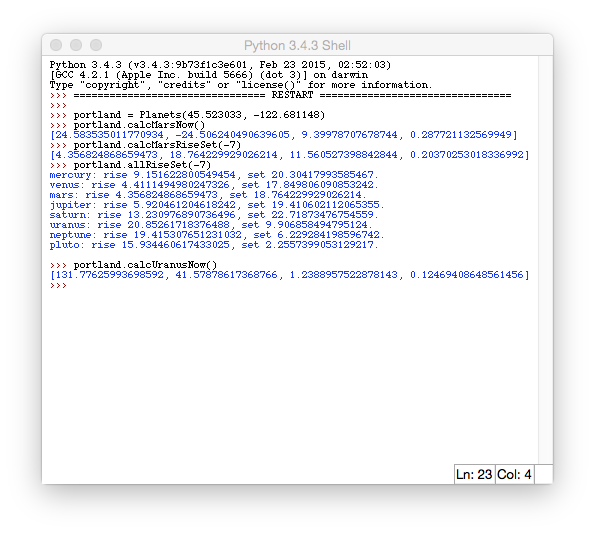 Python 3.4.3 Shell
Python 3.4.3 (v3.4.3:9b73f1c3e601, Feb 23 2015, 02:52:03)
[GCC 4.2.1 (Apple Inc. build 5666) (dot 3)] on darwin
Type "copyright", "credits" or "license()" for more information.
>>> ================================ RESTART ================================
>>>
>>> portland = Planets(45.523033, -122.681148)
>>> portland.calcMarsNow()
[24.583535011770934, -24.506240490639605, 9.39978707678744, 0.287721132569949]
>>> portland.calcMarsRiseSet(-7)
[4.356824868659473, 18.764229929026214, 11.560527398842844, 0.20370253018336992]
>>> portland.allRiseSet(-7)
mercury: rise 9.151622800549454, set 20.30417993585467.
venus: rise 4.4111494980247326, set 17.849806090853242.
mars: rise 4.356824868659473, set 18.764229929026214.
jupiter: rise 5.920461204618242, set 19.410602112065355.
saturn: rise 13.230976890736496, set 22.7187346754559.
uranus: rise 20.85261718376488, set 9.906858494795124.
neptune: rise 19.415307651231032, set 6.229284198596742.
pluto: rise 15.934460617433025, set 2.2557399053129217.
>>> portland.calcUranusNow()
[131.77625993698592, 41.57878617368766, 1.2388957522878143, 0.12469408648561456]
>>>
Ln: 23 Col: 4